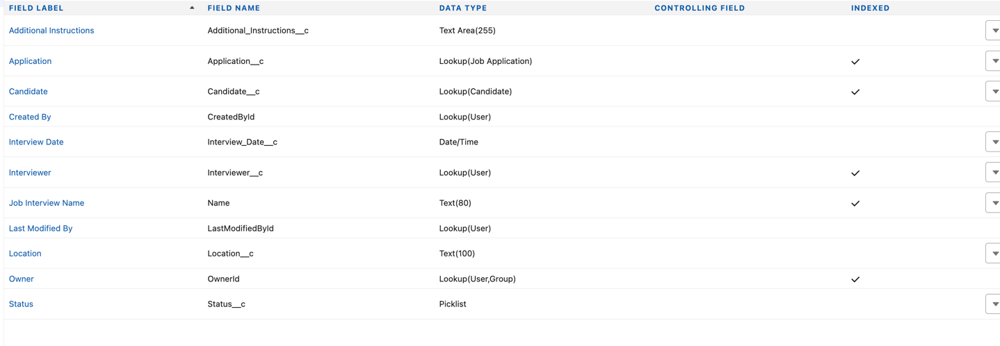 FIELD LABEL FIELD NAME DATA TYPE CONTROLLING FIELD INDEXED
Additional Instructions Additional_Instructions__c Text Area(255)
Application Application__c Lookup(Job Application)
Candidate Candidate__c Lookup(Candidate)
Created By CreatedById Lookup(User)
Interview Date Interview_Date__c Date/Time
Interviewer Interviewer__c Lookup(User)
Job Interview Name Name Text(80)
Last Modified By LastModifiedById Lookup(User)
Location Location__c Text(100)
Owner OwnerId Lookup(User,Group)
Status Status__c Picklist